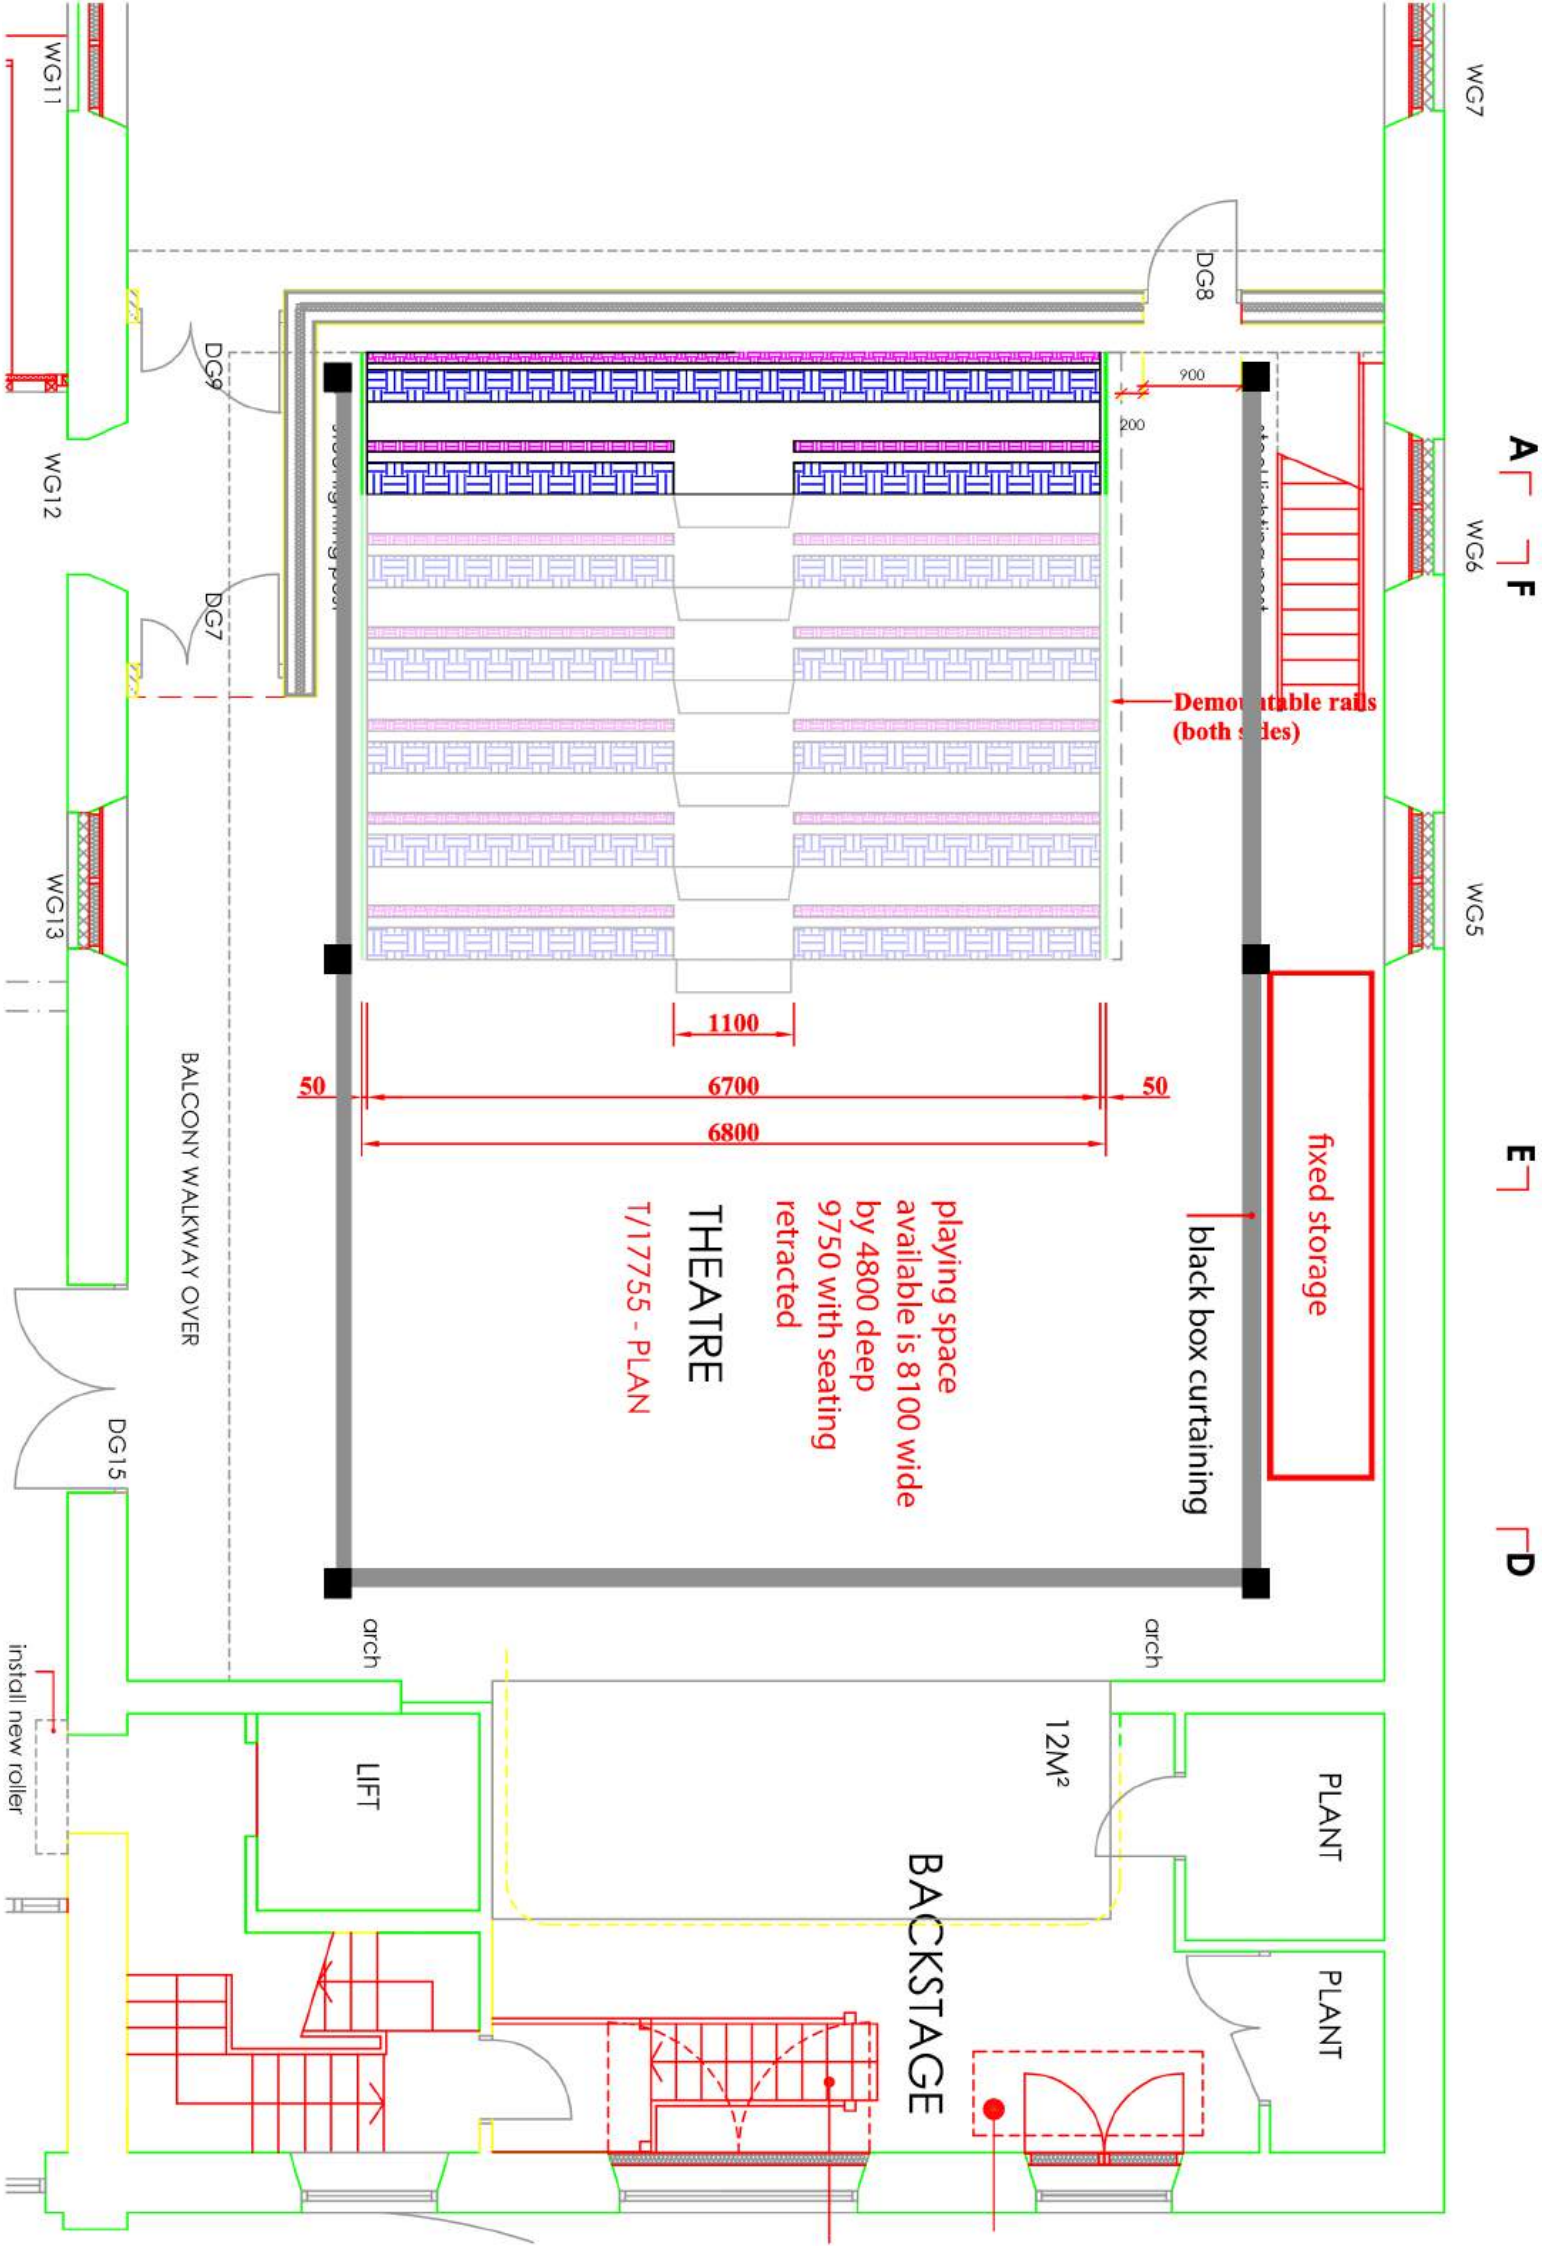 WG7
WG11
DG8
900
200
A
WG6
F
DG9
WG12
DG7
Demountable rails
(both sides)
WG5
WG13
1100
50
6700
50
6800
BALCONY WALKWAY OVER
E
fixed storage
black box curtaining
playing space
available is 8100 wide
by 4800 deep
9750 with seating
retracted
THEATRE
T/17755 - PLAN
DG15
D
arch
arch
install new roller
LIFT
12M²
PLANT
BACKSTAGE
PLANT